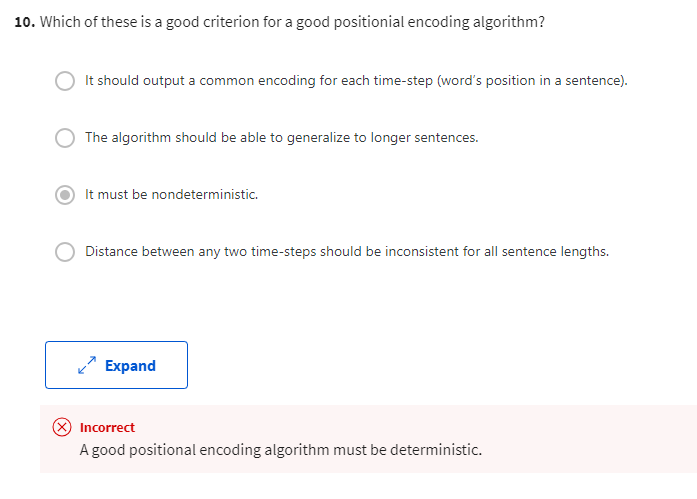 10. Which of these is a good criterion for a good positionial encoding algorithm?
It should output a common encoding for each time-step (word's position in a sentence).
The algorithm should be able to generalize to longer sentences.
It must be nondeterministic.
Distance between any two time-steps should be inconsistent for all sentence lengths.
Expand
Incorrect
A good positional encoding algorithm must be deterministic.